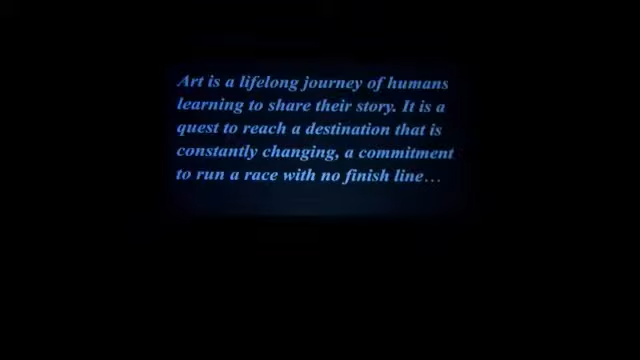 Art is a lifelong journey of humans
learning to share their story. It is a
quest to reach a destination that is
constantly changing, a commitment
to run a race with no finish line…